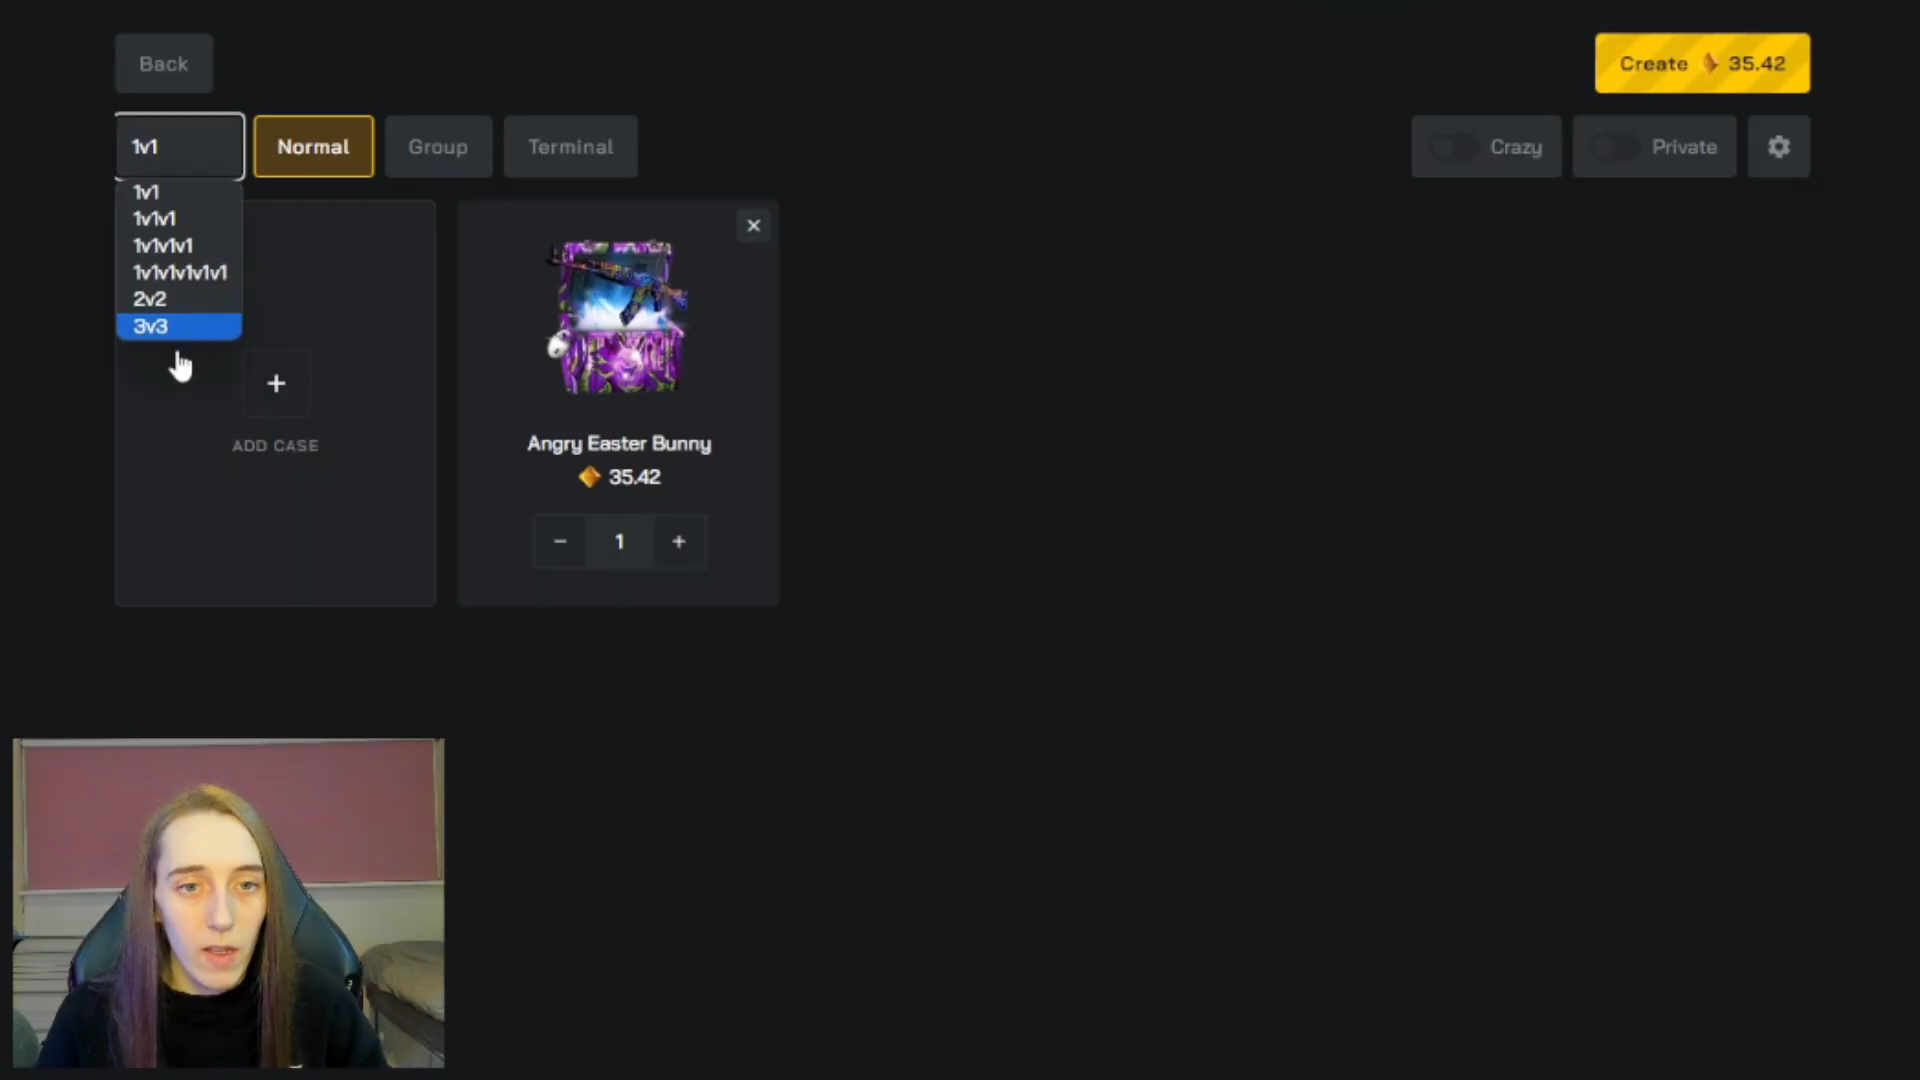 Back
Create 35.42
1v1
Normal
Group
Terminal
Crazy
Private
1v1
1v1v1
1v1v1v1
1v1v1v1v1v1
2v2
3v3
+
ADD CASE
Angry Easter Bunny
35.42
− 1 +